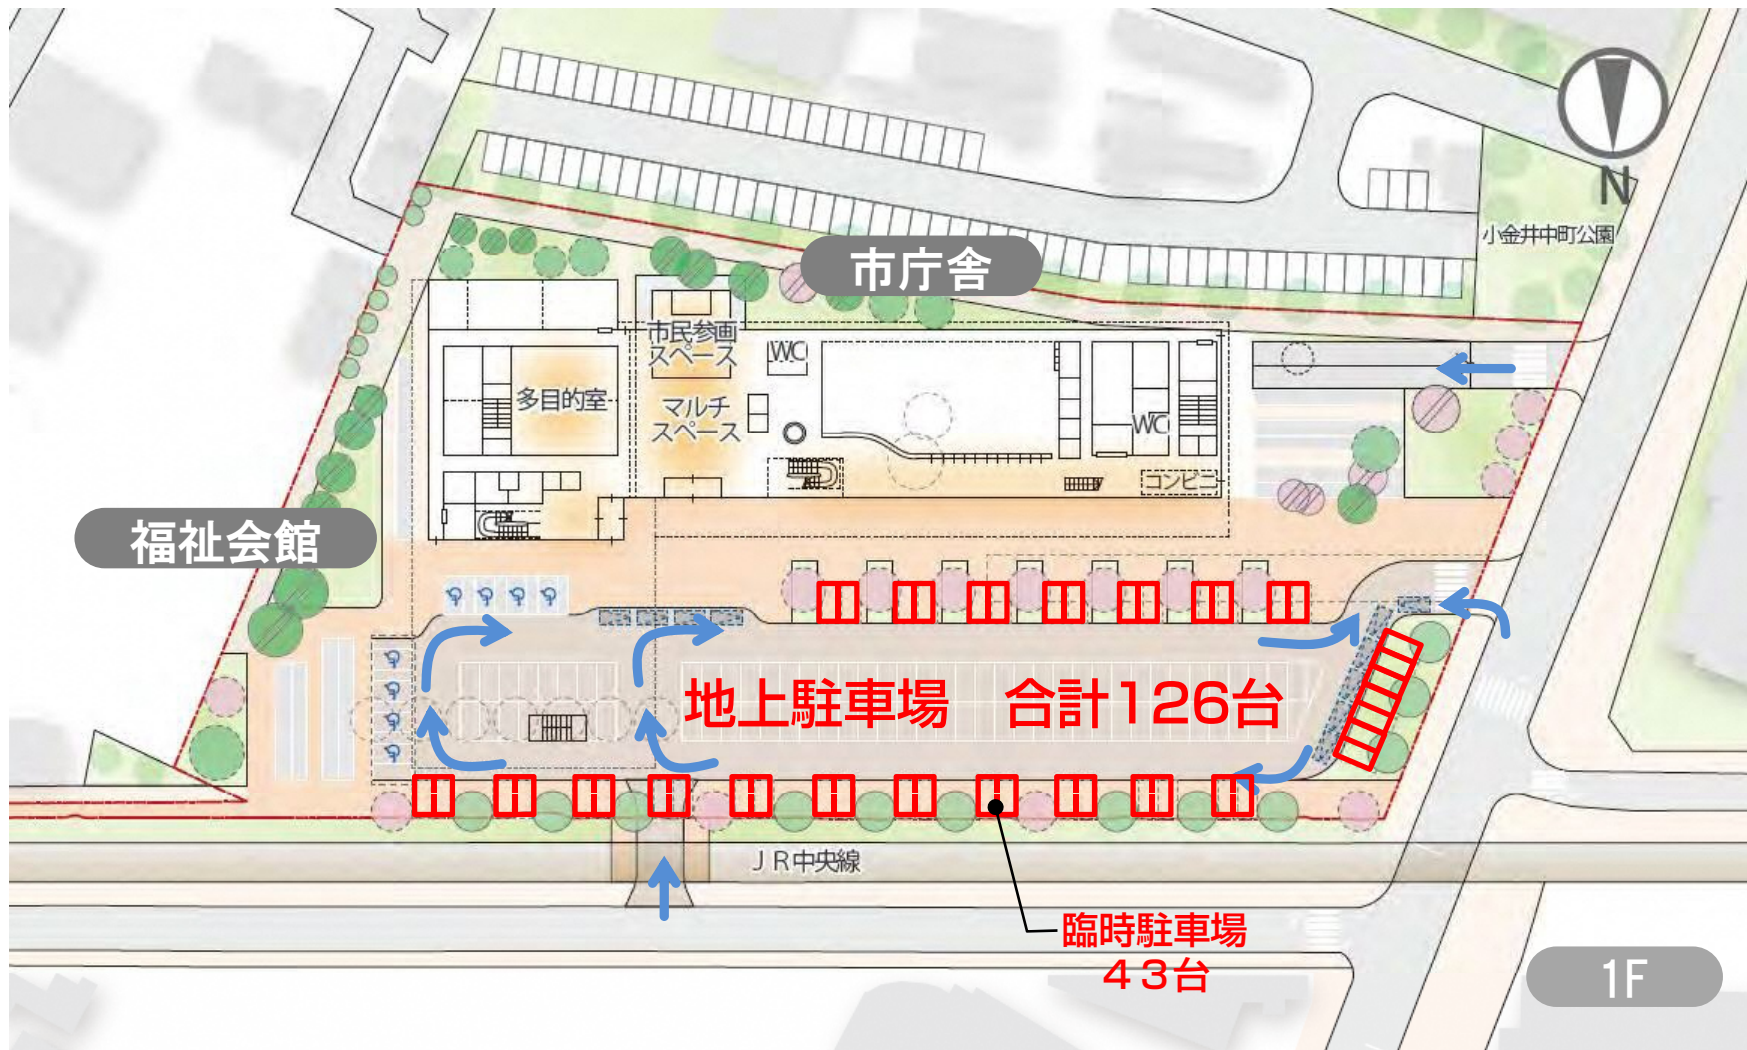 N
小金井中町公園
市庁舎
市民参画
スペース
WC
多目的室
マルチ
スペース
WC
コンビニ
福祉会館
地上駐車場　合計126台
ＪＲ中央線
臨時駐車場
４３台
1F